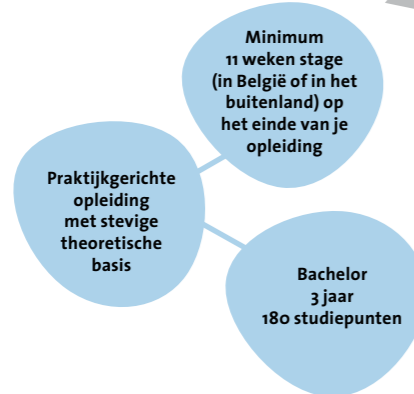 Minimum
11 weken stage
(in België of in het
buitenland) op
het einde van je
opleiding
Praktijkgerichte
opleiding
met stevige
theoretische
basis
Bachelor
3 jaar
180 studiepunten